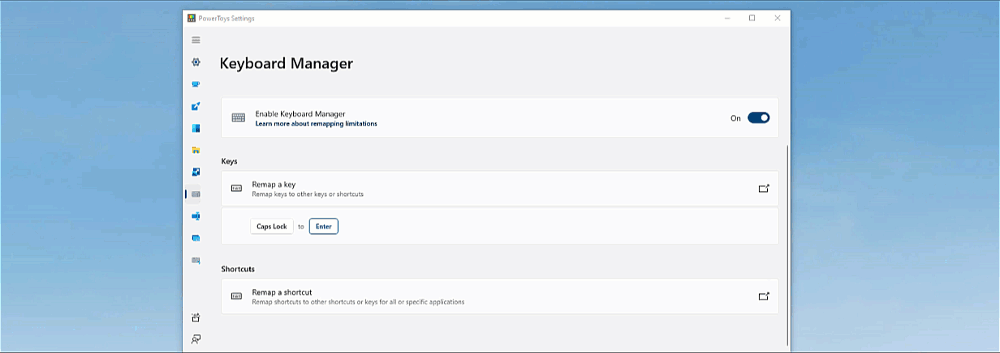 PowerToys Settings
Keyboard Manager
Enable Keyboard Manager
Learn more about remapping limitations
On
Keys
Remap a key
Remap keys to other keys or shortcuts
Caps Lock to Enter
Shortcuts
Remap a shortcut
Remap shortcuts to other shortcuts or keys for all or specific applications